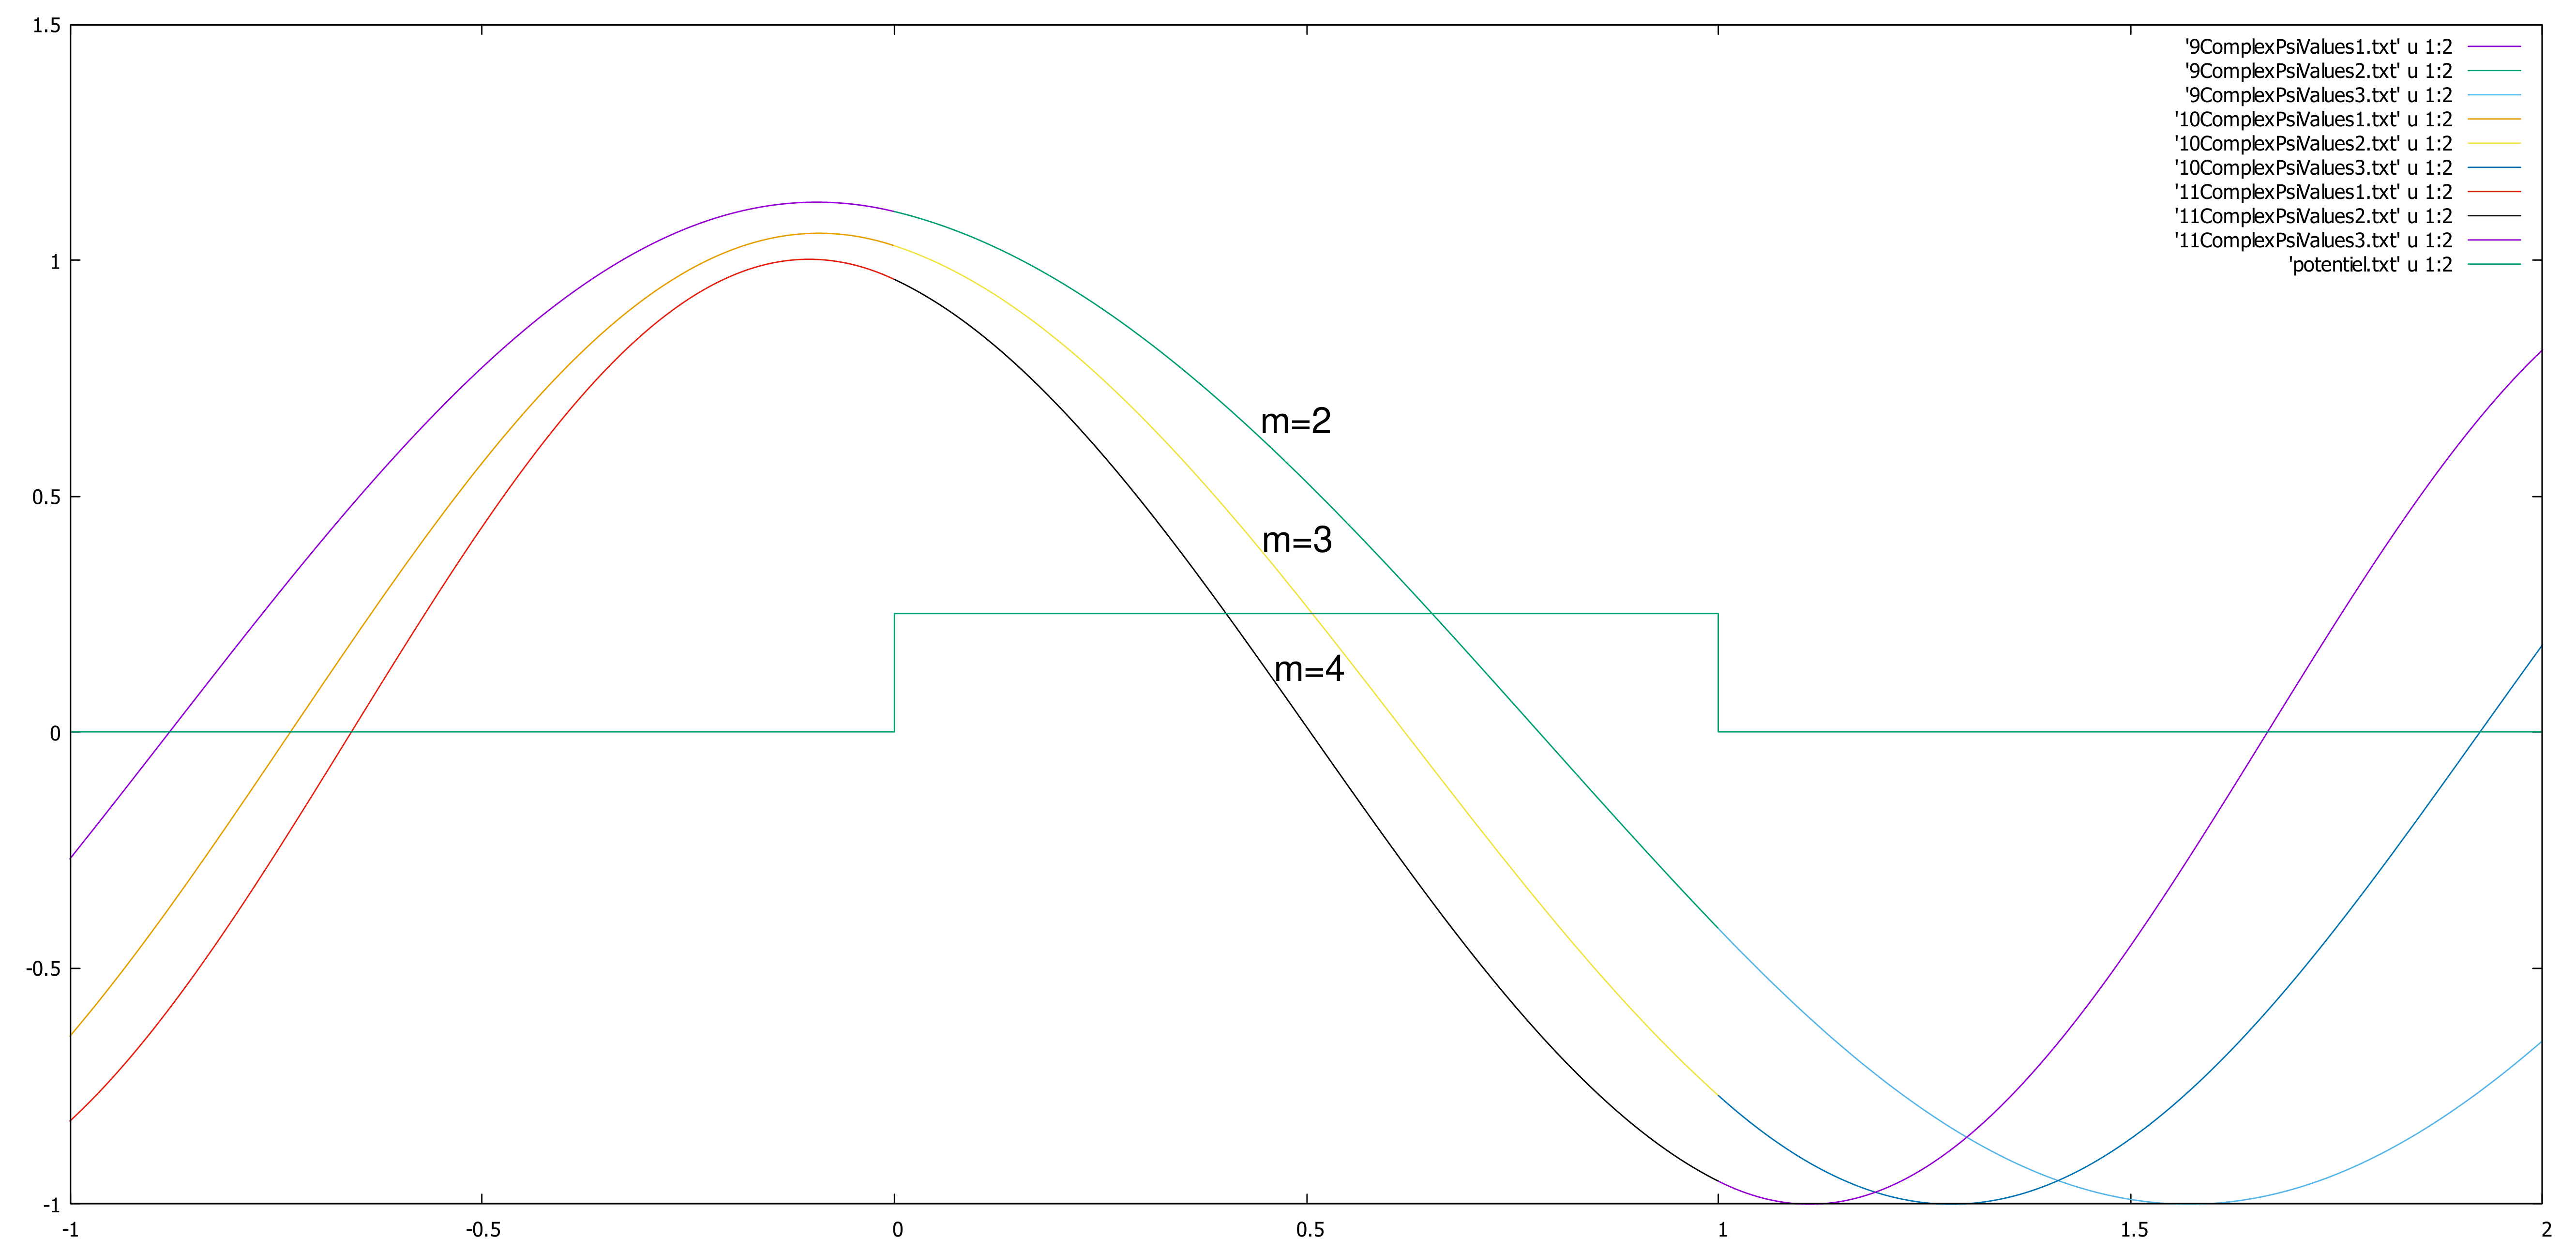 1.5
'9ComplexPsiValues1.txt' u 1:2
'9ComplexPsiValues2.txt' u 1:2
'9ComplexPsiValues3.txt' u 1:2
'10ComplexPsiValues1.txt' u 1:2
'10ComplexPsiValues2.txt' u 1:2
'10ComplexPsiValues3.txt' u 1:2
'11ComplexPsiValues1.txt' u 1:2
'11ComplexPsiValues2.txt' u 1:2
'11ComplexPsiValues3.txt' u 1:2
'potentiel.txt' u 1:2
1
m=2
0.5
m=3
m=4
0
-0.5
-1
-1 -0.5 0 0.5 1 1.5 2